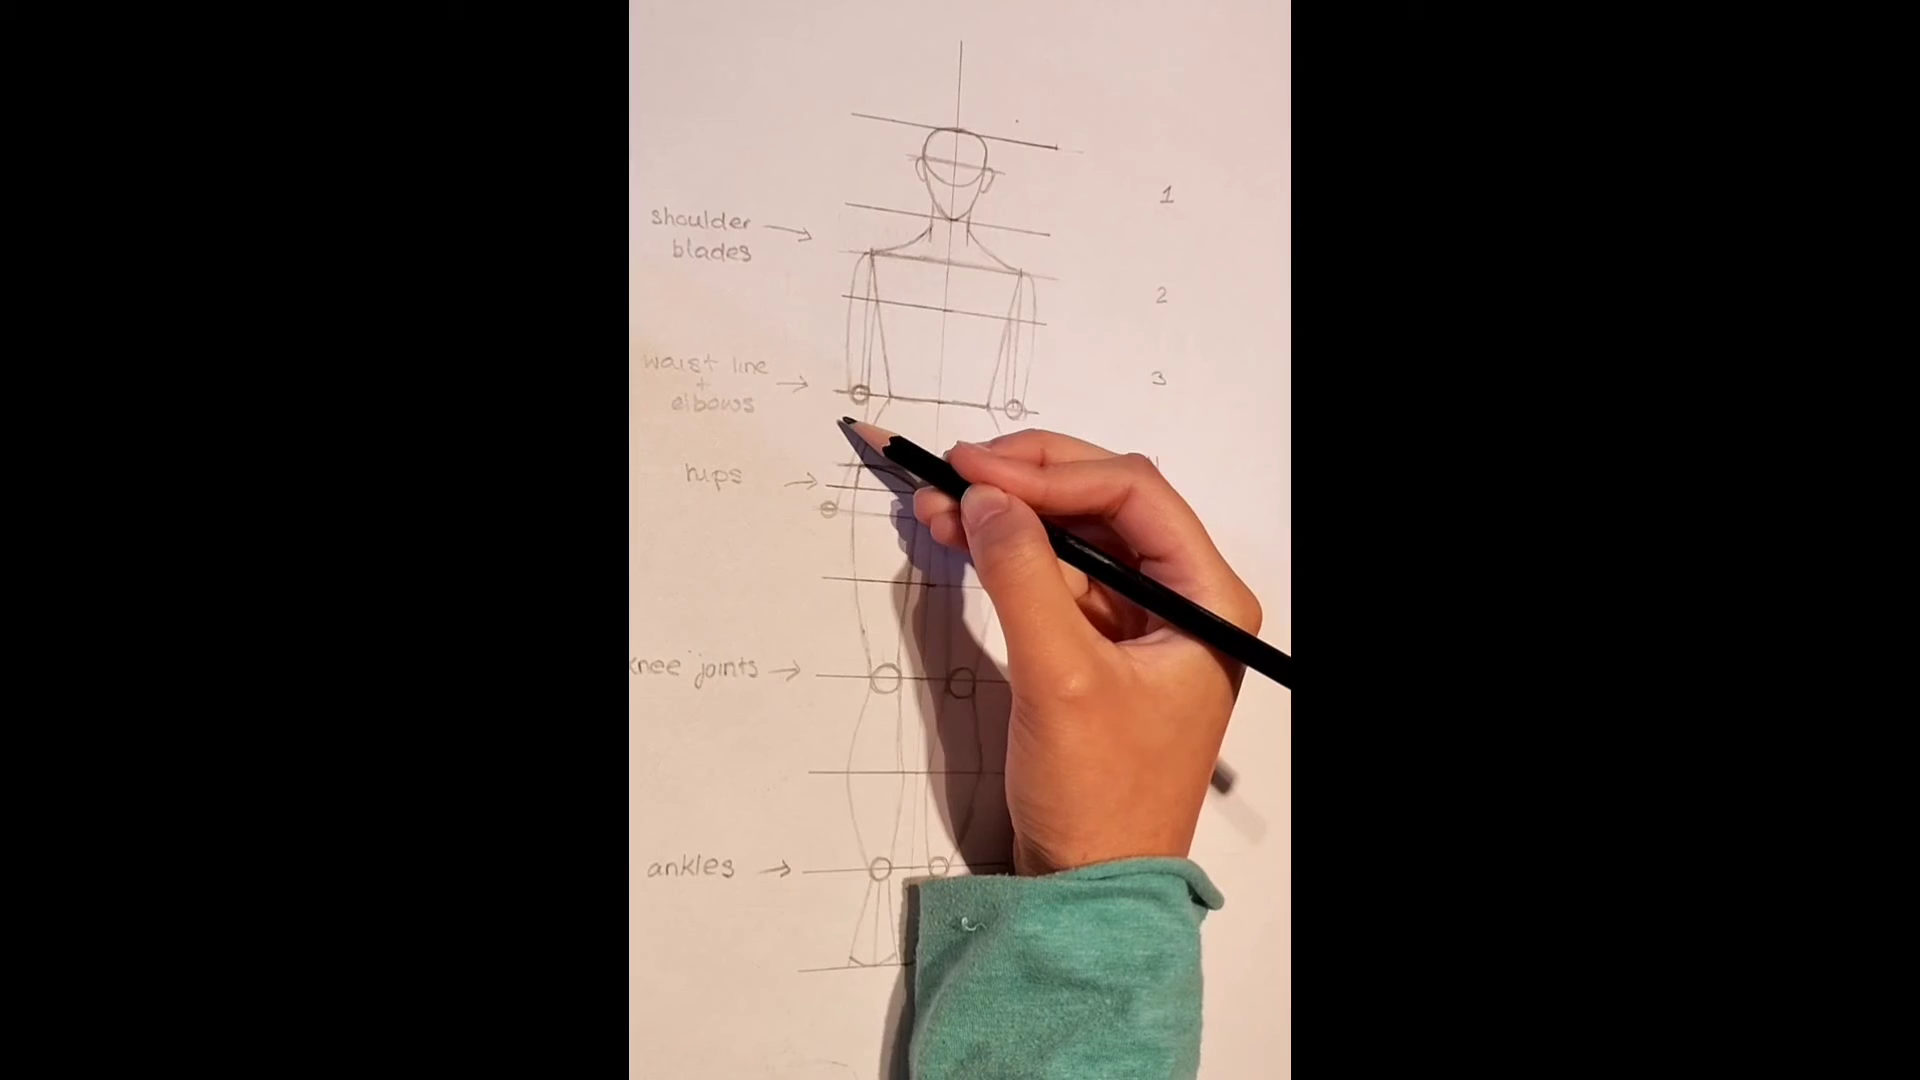 1
shoulder
blades
2
waist line
+
elbows
3
hips
knee joints
ankles